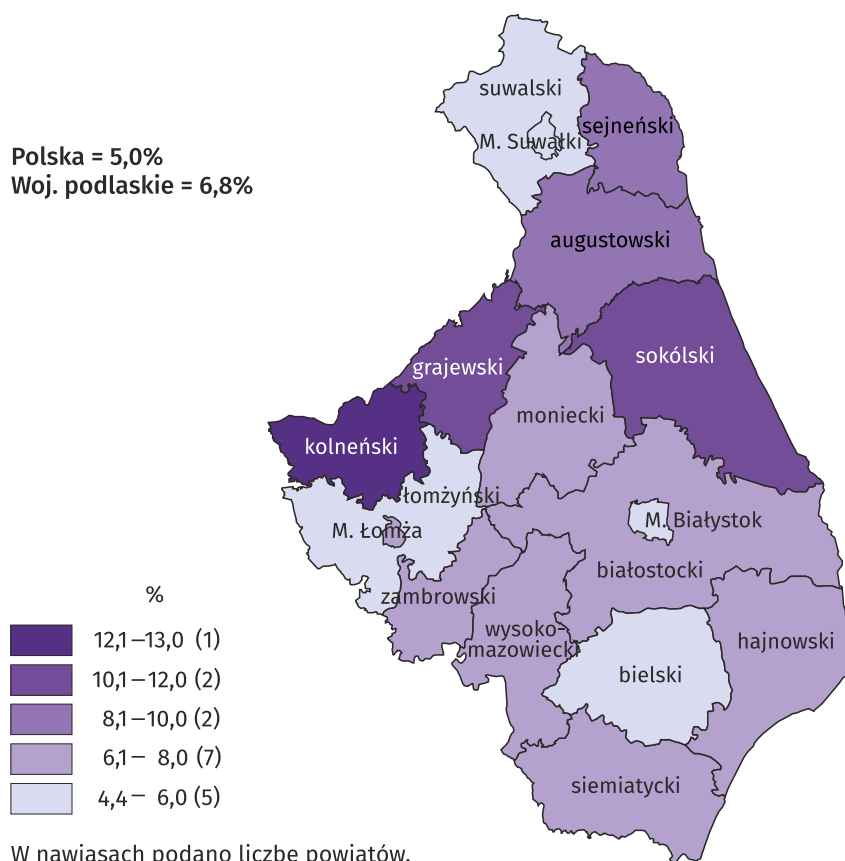 suwalski
M. Suwałki
sejneński
Polska = 5,0%
Woj. podlaskie = 6,8%
augustowski
grajewski
sokólski
moniecki
kolneński
łomżyński
M. Łomża
M. Białystok
białostocki
zambrowski
wysoko-
mazowiecki
hajnowski
bielski
siemiatycki
%
12,1–13,0 (1)
10,1–12,0 (2)
8,1–10,0 (2)
6,1– 8,0 (7)
4,4– 6,0 (5)
W nawiasach podano liczbę powiatów.